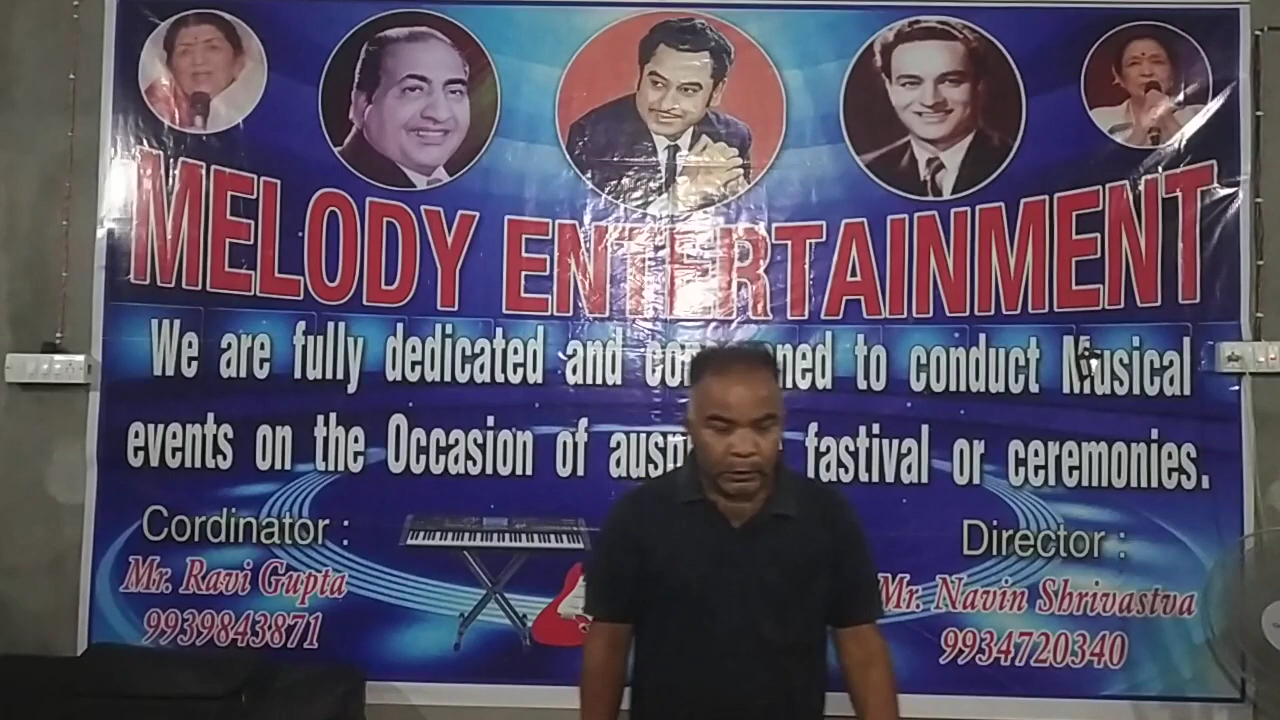 MELODY ENTERTAINMENT
We are fully dedicated and to conduct Musical
events on the Occasion of fastival or ceremonies.
Cordinator :
Mr. Ravi Gupta
9939843871
Director :
Mr. Navin Shrivastva
9934720340